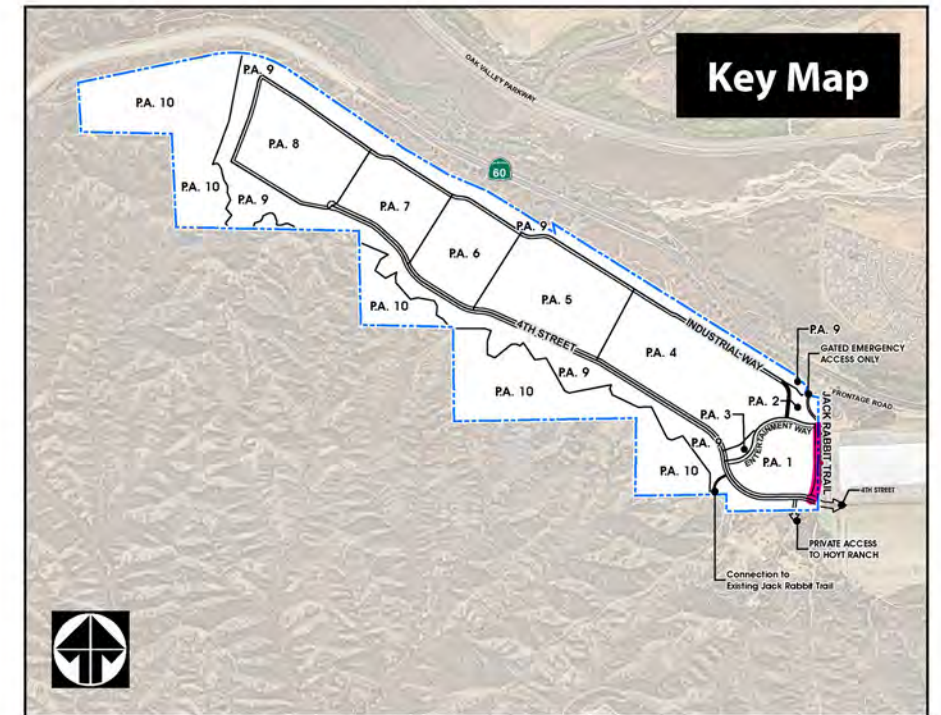 Key Map
OAK VALLEY PARKWAY
60
P.A. 9
P.A. 10
P.A. 8
P.A. 10
P.A. 9
P.A. 7
P.A. 9
P.A. 6
P.A. 5
P.A. 10
4TH STREET
INDUSTRIAL WAY
P.A. 4
P.A. 9
P.A. 10
P.A. 9
GATED EMERGENCY
ACCESS ONLY
FRONTAGE ROAD
P.A. 2
P.A. 3
JACK RABBIT TRAIL
ENTERTAINMENT WAY
P.A.
P.A. 1
P.A. 10
4TH STREET
PRIVATE ACCESS
TO HOYT RANCH
Connection to
Existing Jack Rabbit Trail